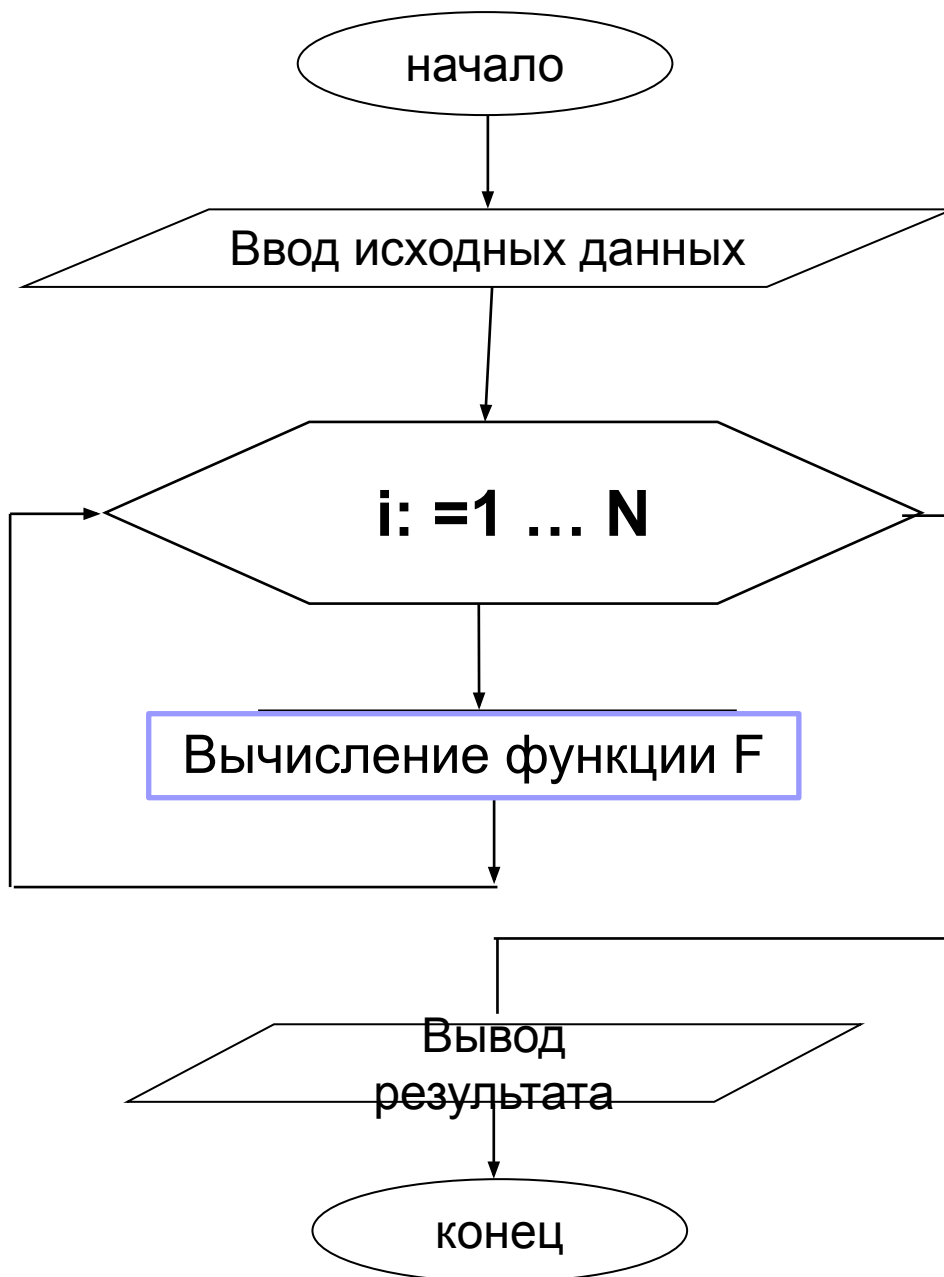 начало
Ввод исходных данных
i: =1 ... N
Вычисление функции F
Вывод
результата
конец